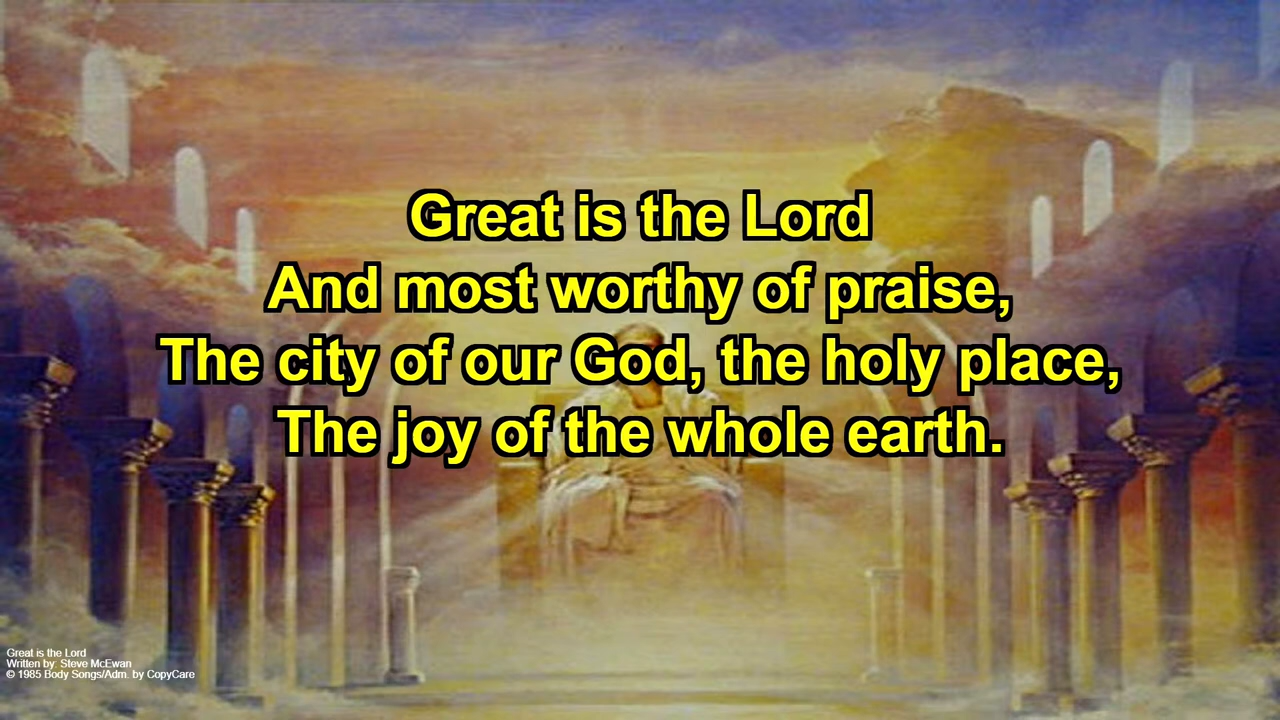 Great is the Lord
And most worthy of praise,
The city of our God, the holy place,
The joy of the whole earth.
Great is the Lord
Written by: Steve McEwan
© 1985 Body Songs/Adm. by CopyCare